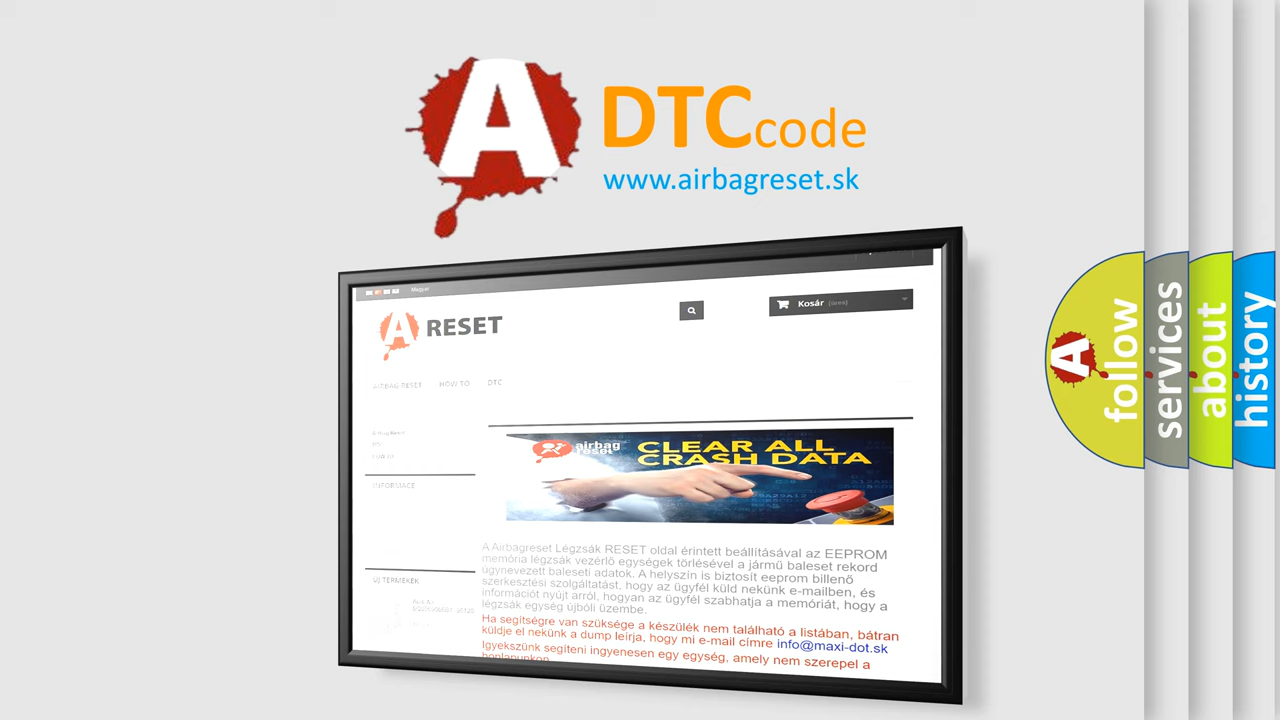 A
DTCcode
www.airbagreset.sk
Magyar
A RESET
Kosár (üres)
AIRBAG RESET HOW TO DTC
INFORMACE
ÚJ TERMÉKEK
airbag
reset
CLEAR ALL
CRASH DATA
A Airbagreset Légzsák RESET oldal érintett beállításával az EEPROM
memória légzsák vezérlő egységek törlésével a jármű baleset rekord
úgynevezett baleseti adatok. A helyszín is biztosít eeprom billenő
szerkesztési szolgáltatást, hogy az ügyfél küld nekünk e-mailben, és
információt nyújt arról, hogyan az ügyfél szabhatja a memóriát, hogy a
légzsák egység újbóli üzembe.
Ha segítségre van szüksége a készülék nem található a listában, bátran
küldje el nekünk a dump leírja, hogy mi e-mail címre info@maxi-dot.sk
Igyekszünk segíteni ingyenesen egy egység, amely nem szerepel a
honlapunkon
A
follow
services
about
history